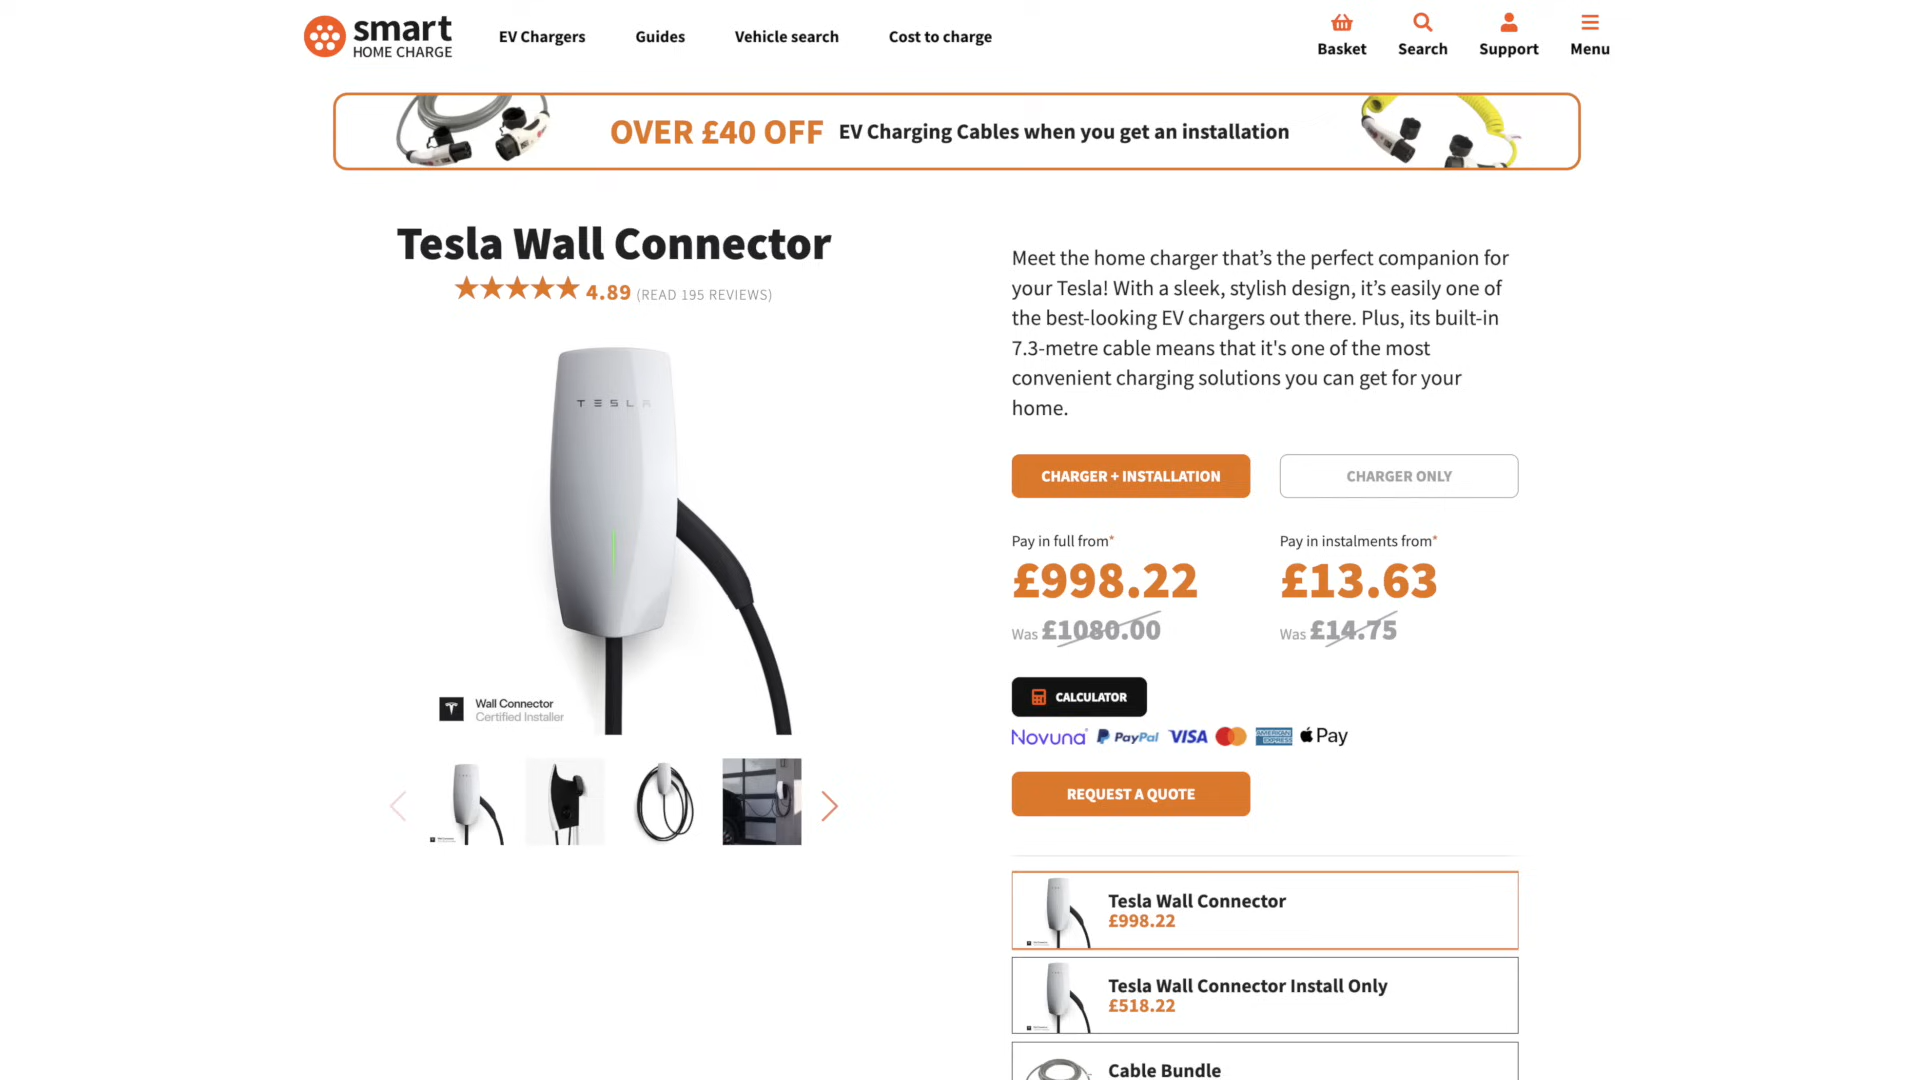 smart
HOME CHARGE
EV Chargers
Guides
Vehicle search
Cost to charge
Basket
Search
Support
Menu
OVER £40 OFF EV Charging Cables when you get an installation
Tesla Wall Connector
4.89 (READ 195 REVIEWS)
TESLA
Wall Connector
Certified Installer
Meet the home charger that’s the perfect companion for
your Tesla! With a sleek, stylish design, it’s easily one of
the best-looking EV chargers out there. Plus, its built-in
7.3-metre cable means that it's one of the most
convenient charging solutions you can get for your
home.
CHARGER + INSTALLATION
CHARGER ONLY
Pay in full from*
£998.22
Was £1080.00
Pay in instalments from*
£13.63
Was £14.75
CALCULATOR
Novuna PayPal VISA AMERICAN EXPRESS Pay
REQUEST A QUOTE
Tesla Wall Connector
£998.22
Tesla Wall Connector Install Only
£518.22
Cable Bundle